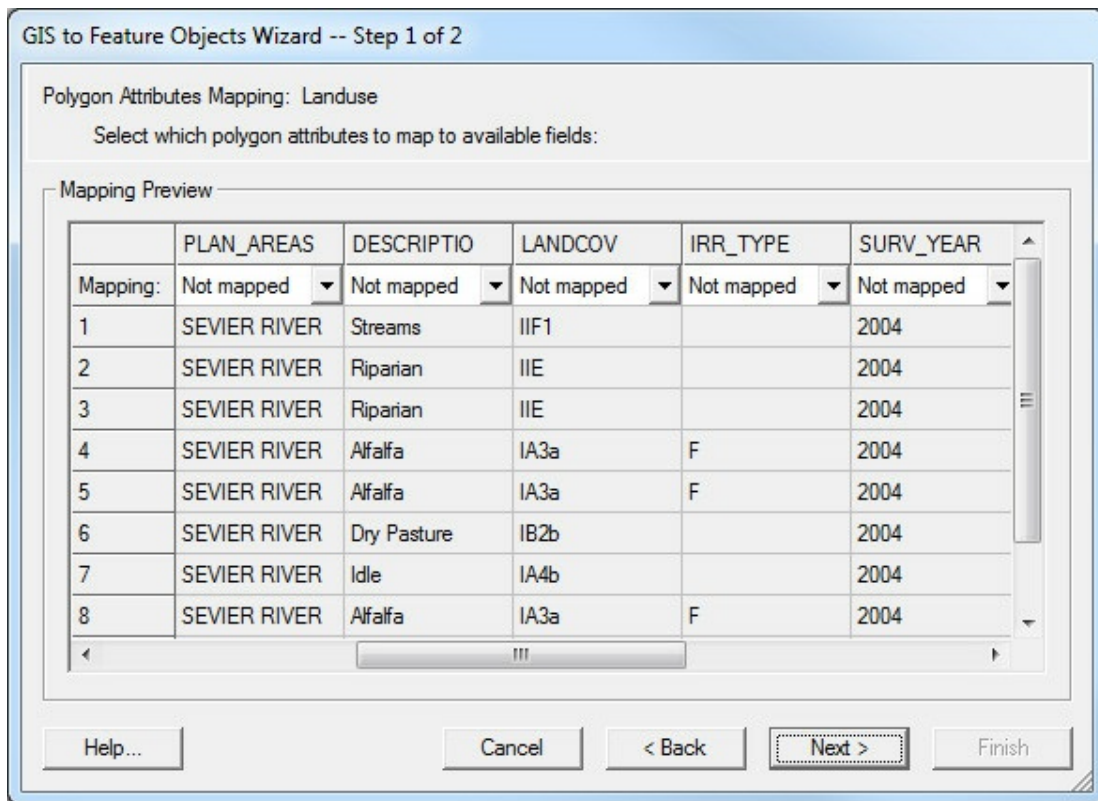 GIS to Feature Objects Wizard -- Step 1 of 2
Polygon Attributes Mapping: Landuse
Select which polygon attributes to map to available fields:
Mapping Preview
PLAN_AREAS DESCRIPTIO LANDCOV IRR_TYPE SURV_YEAR
Mapping: Not mapped Not mapped Not mapped Not mapped Not mapped
1 SEVIER RIVER Streams IIF1 2004
2 SEVIER RIVER Riparian IIE 2004
3 SEVIER RIVER Riparian IIE 2004
4 SEVIER RIVER Alfalfa IA3a F 2004
5 SEVIER RIVER Alfalfa IA3a F 2004
6 SEVIER RIVER Dry Pasture IB2b 2004
7 SEVIER RIVER Idle IA4b 2004
8 SEVIER RIVER Alfalfa IA3a F 2004
Help... Cancel < Back Next > Finish